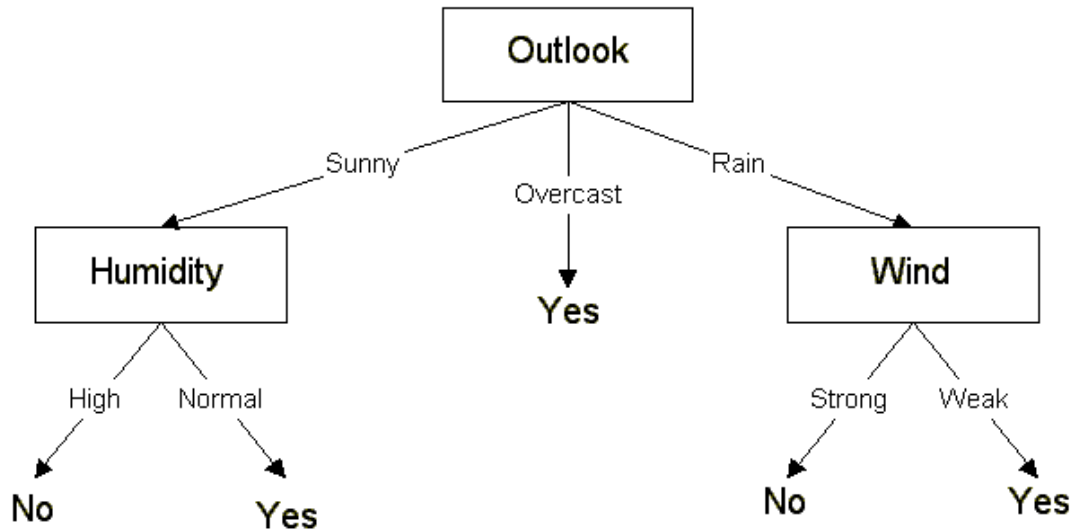 Outlook
Sunny
Overcast
Rain
Humidity
Yes
Wind
High
Normal
Strong
Weak
No
Yes
No
Yes